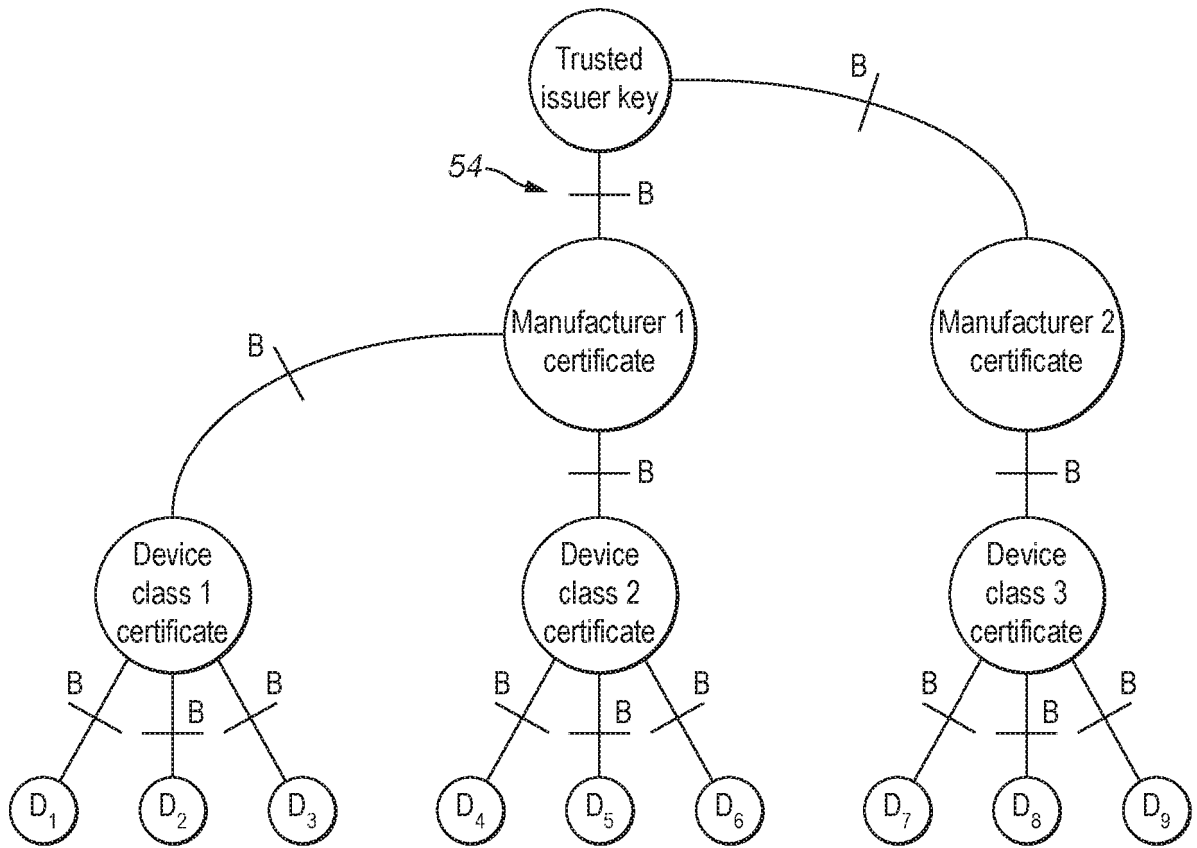 Trusted
issuer key
B
54
B
Manufacturer 1
certificate
Manufacturer 2
certificate
B
B
B
Device
class 1
certificate
Device
class 2
certificate
Device
class 3
certificate
B
B
B
B
B
B
B
B
B
D₁
D₂
D₃
D₄
D₅
D₆
D₇
D₈
D₉